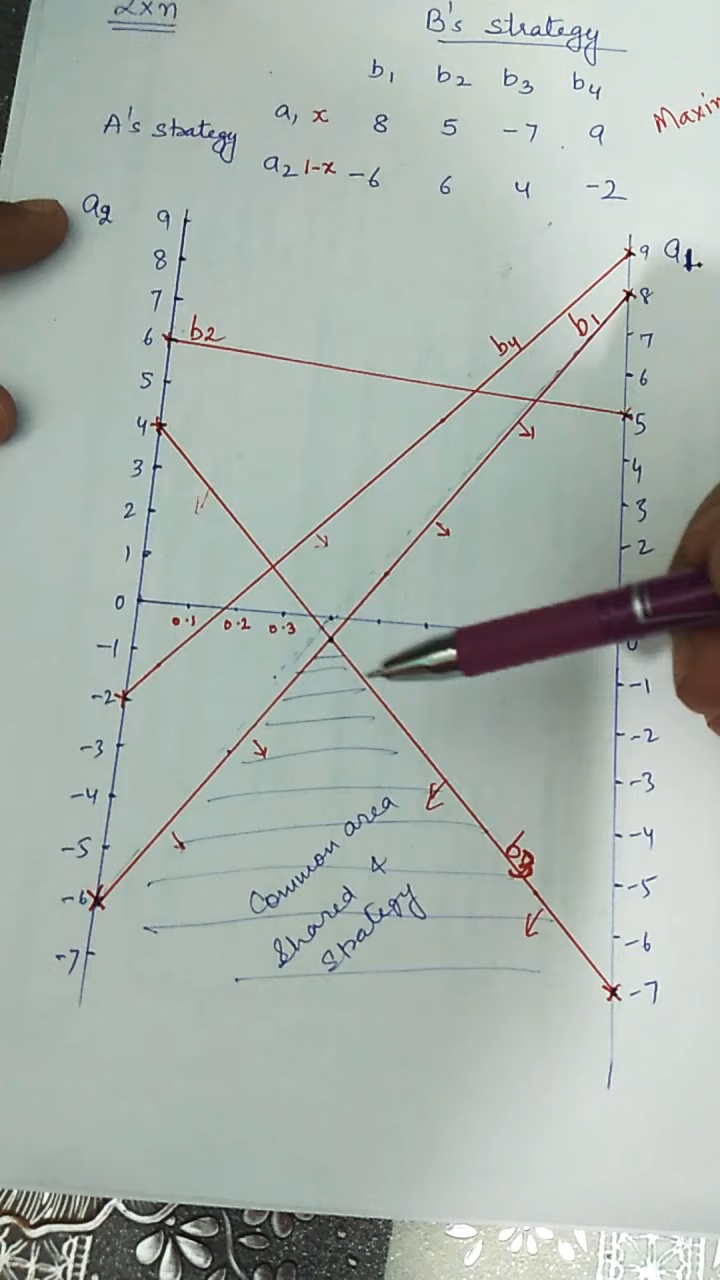 2×n
B's strategy
b1 b2 b3 b4
A's strategy a1 x 8 5 -7 9
a2 1-x -6 6 4 -2
a2
9
8
7
6
5
4
3
2
1
0
-1
-2
-3
-4
-5
-6
-7
0.1 0.2 0.3
b2
b4
b1
b3
9 a1.
8
7
6
5
4
3
2
0
-1
-2
-3
-4
-5
-6
-7
Common area
&
Shared
strategy